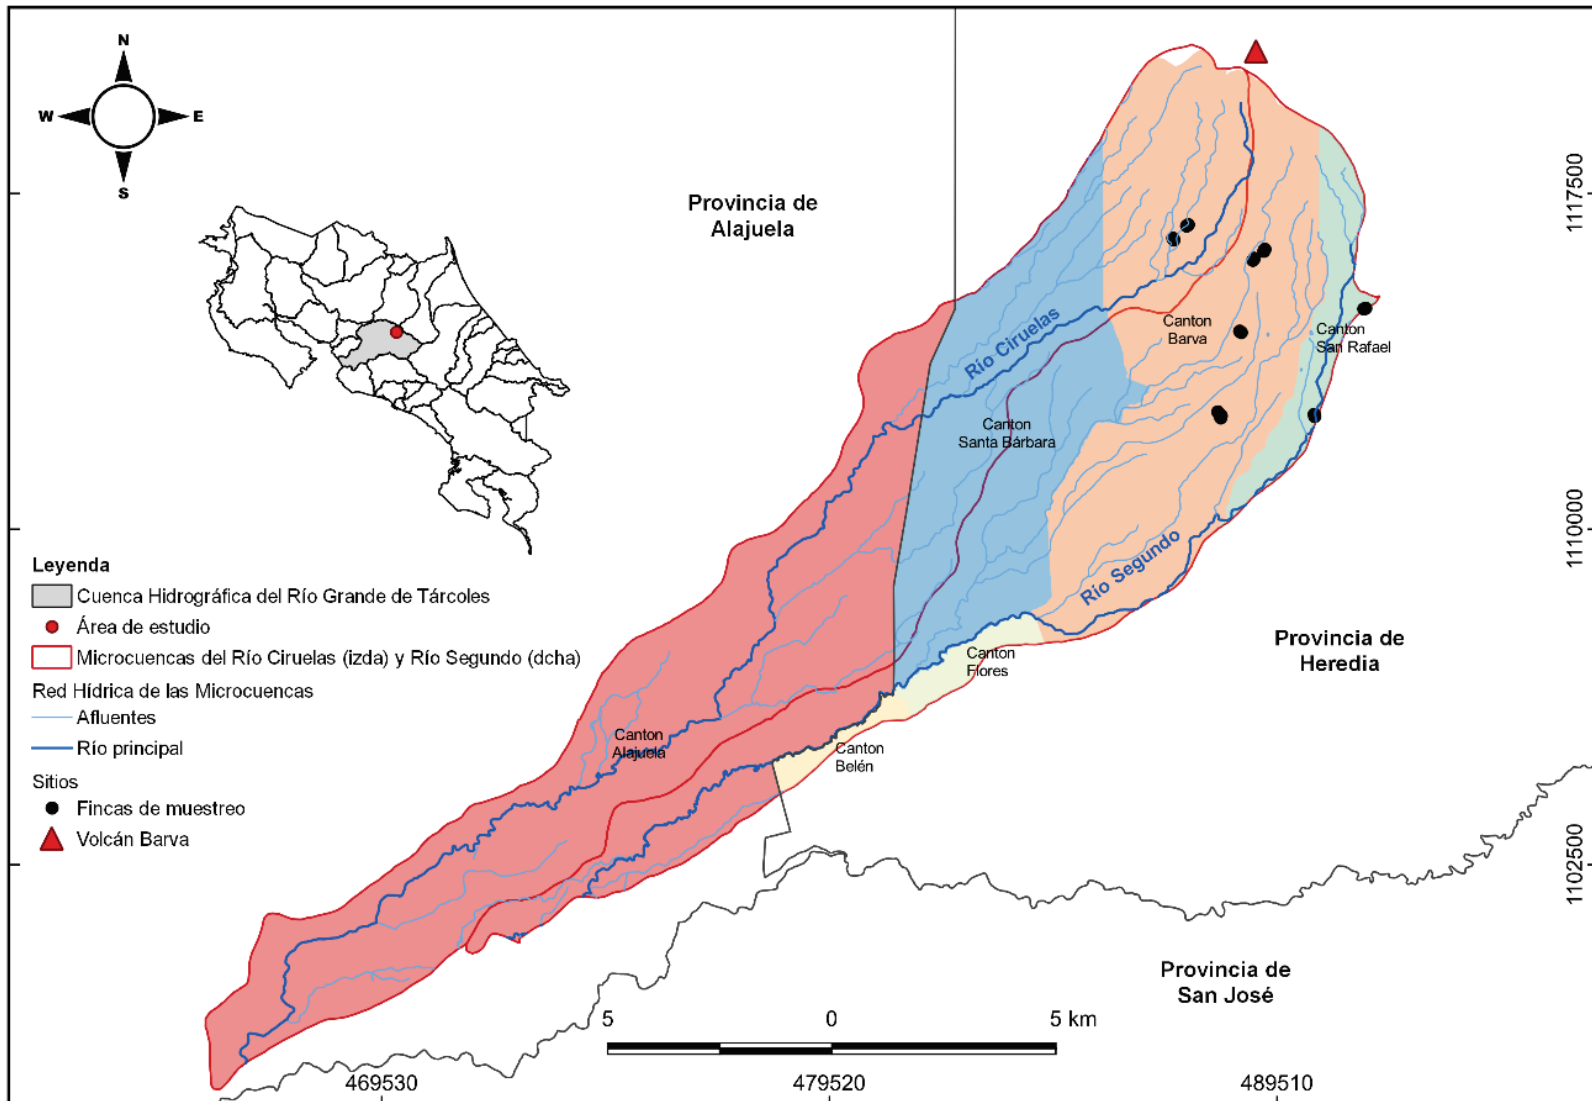 N
W
E
S
Provincia de
Alajuela
1117500
Río Ciruelas
Canton
Barva
Canton
San Rafael
Canton
Santa Bárbara
1110000
Río Segundo
Leyenda
Cuenca Hidrográfica del Río Grande de Tárcoles
Área de estudio
Microcuencas del Río Ciruelas (izda) y Río Segundo (dcha)
Red Hídrica de las Microcuencas
Afluentes
Río principal
Sitios
Fincas de muestreo
Volcán Barva
Provincia de
Heredia
Canton
Flores
Canton
Alajuela
Canton
Belén
1102500
Provincia de
San José
5
0
5 km
469530
479520
489510